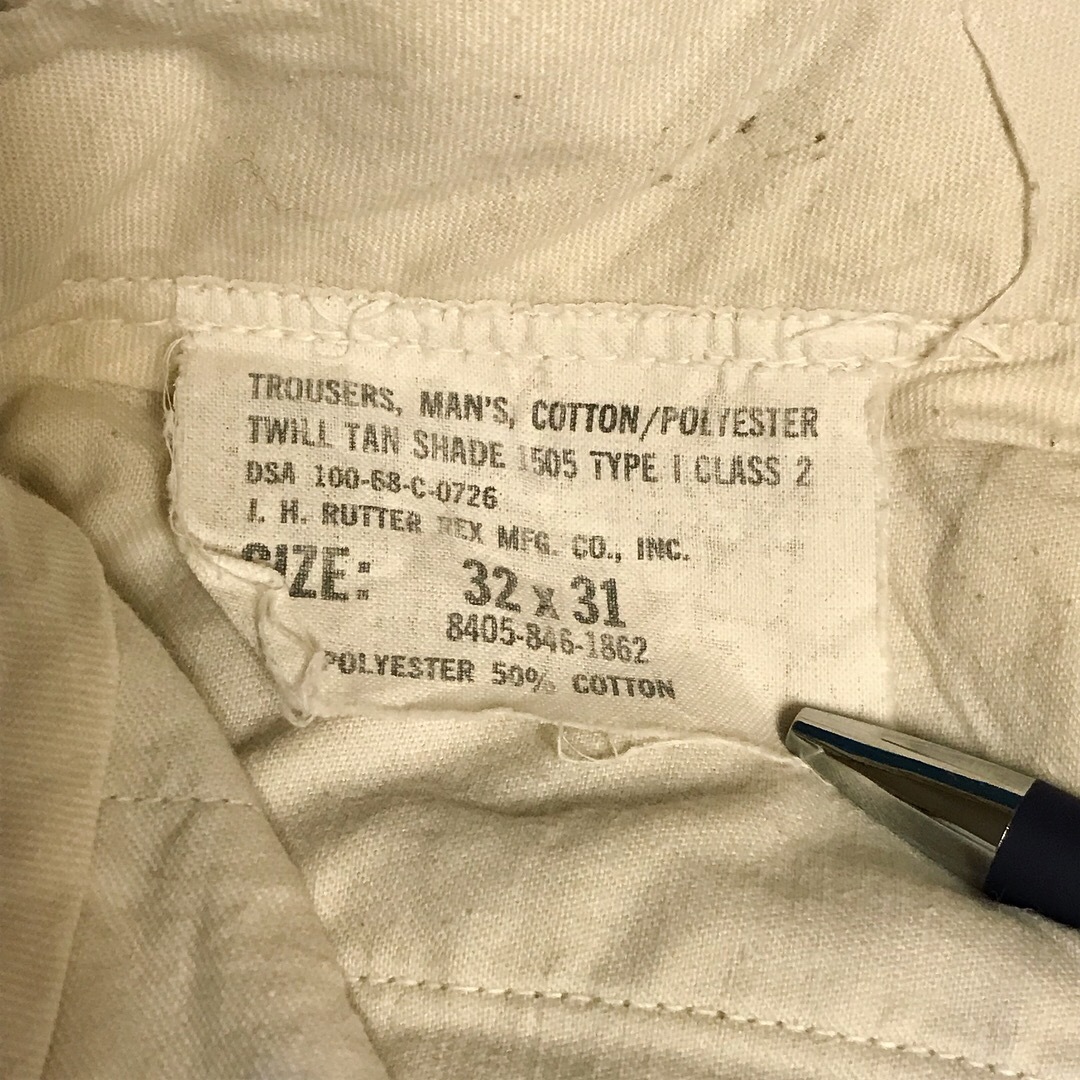 TROUSERS, MAN'S, COTTON/POLYESTER
TWILL TAN SHADE 1505 TYPE I CLASS 2
DSA 100-68-C-0726
J. H. RUTTER REX MFG. CO., INC.
SIZE: 32 x 31
8405-846-1862
POLYESTER 50% COTTON